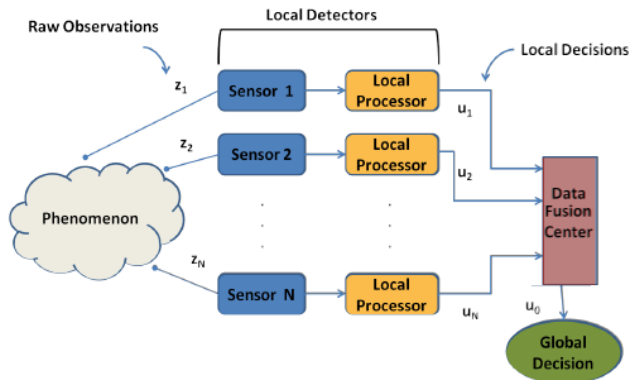 Local Detectors
Raw Observations
Local Decisions
z1
Sensor 1
Local
Processor
u1
z2
Sensor 2
Local
Processor
u2
Phenomenon
Data
Fusion
Center
zN
Sensor N
Local
Processor
uN
u0
Global
Decision